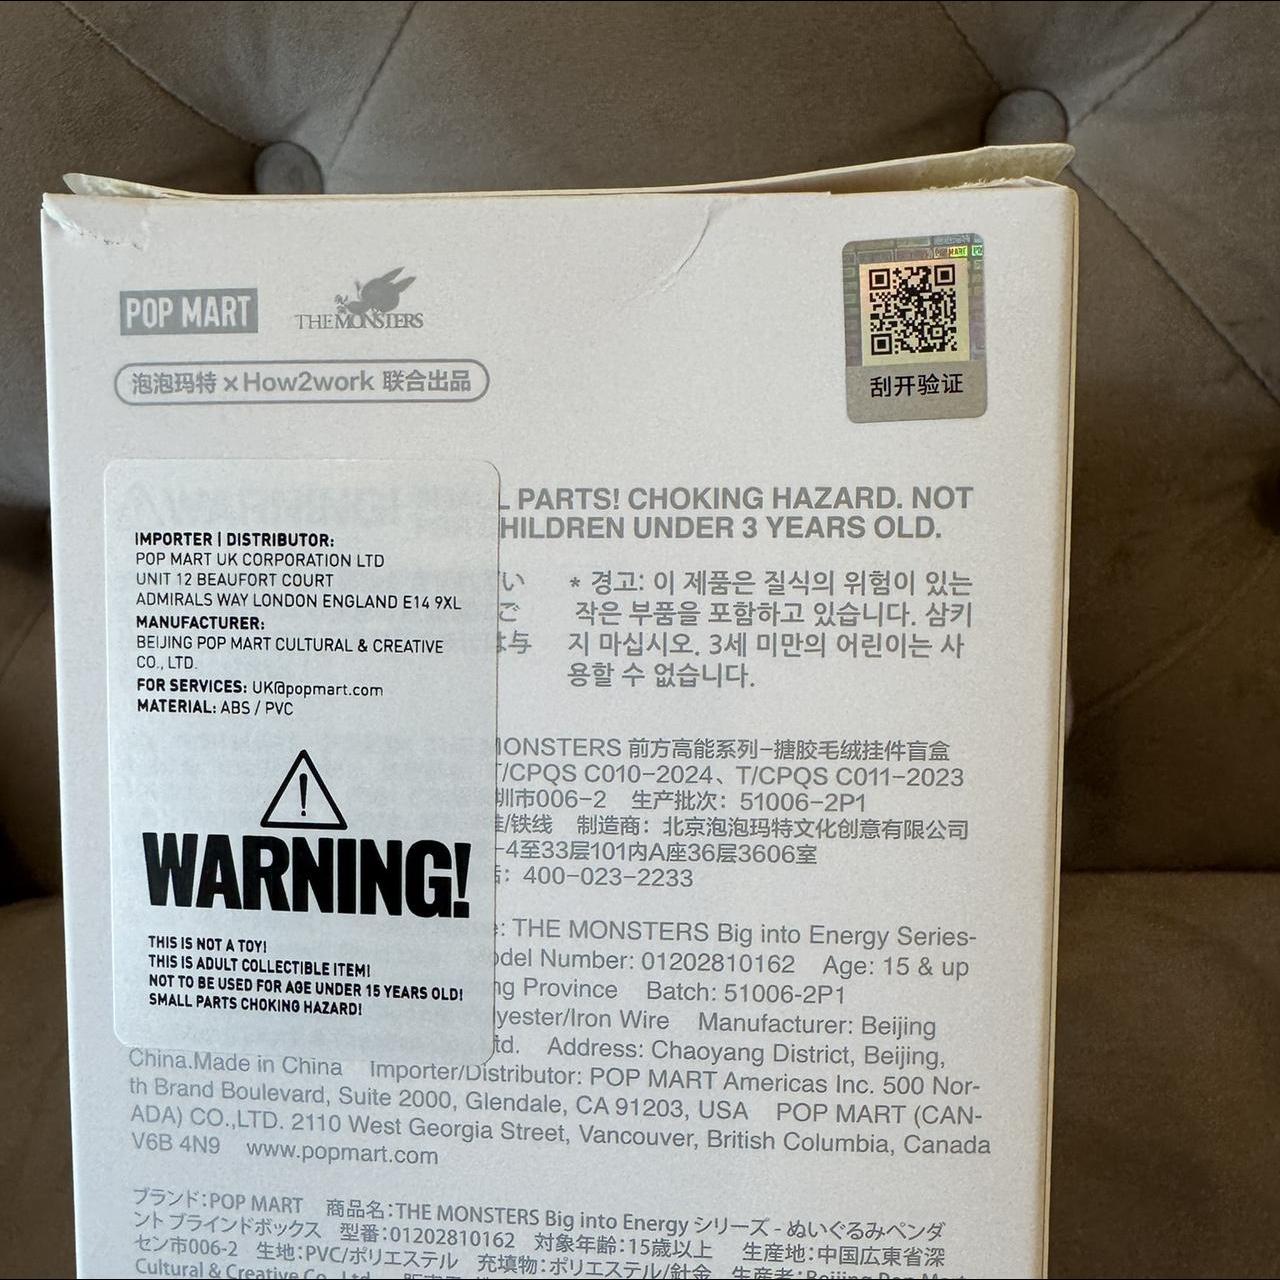 POP MART
THE MONSTERS
POP MART
刮开验证
泡泡玛特 × How2work 联合出品
PARTS! CHOKING HAZARD. NOT
CHILDREN UNDER 3 YEARS OLD.
IMPORTER | DISTRIBUTOR:
POP MART UK CORPORATION LTD
UNIT 12 BEAUFORT COURT
ADMIRALS WAY LONDON ENGLAND E14 9XL
MANUFACTURER:
BEIJING POP MART CULTURAL & CREATIVE
CO., LTD.
FOR SERVICES: UK@popmart.com
MATERIAL: ABS / PVC
WARNING!
THIS IS NOT A TOY!
THIS IS ADULT COLLECTIBLE ITEM!
NOT TO BE USED FOR AGE UNDER 15 YEARS OLD!
SMALL PARTS CHOKING HAZARD!
い
ご
は与
* 경고: 이 제품은 질식의 위험이 있는
작은 부품을 포함하고 있습니다. 삼키
지 마십시오. 3세 미만의 어린이는 사
용할 수 없습니다.
MONSTERS 前方高能系列-搪胶毛绒挂件盲盒
T/CPQS C010-2024、T/CPQS C011-2023
圳市006-2 生产批次: 51006-2P1
/铁线 制造商: 北京泡泡玛特文化创意有限公司
-4至33层101内A座36层3606室
: 400-023-2233
: THE MONSTERS Big into Energy Series-
Model Number: 01202810162 Age: 15 & up
Province Batch: 51006-2P1
lyester/Iron Wire Manufacturer: Beijing
Ltd. Address: Chaoyang District, Beijing,
China.Made in China Importer/Distributor: POP MART Americas Inc. 500 Nor-
th Brand Boulevard, Suite 2000, Glendale, CA 91203, USA POP MART (CAN-
ADA) CO.,LTD. 2110 West Georgia Street, Vancouver, British Columbia, Canada
V6B 4N9 www.popmart.com
ブランド:POP MART 商品名:THE MONSTERS Big into Energy シリーズ - ぬいぐるみペンダ
ント ブラインドボックス 型番:01202810162 対象年齢:15歳以上 生産地:中国広東省深
セン市006-2 生地:PVC/ポリエステル 充填物:ポリエステル/針金 生産者:Beijing Pop Mart
Cultural & Creative Co., Ltd.